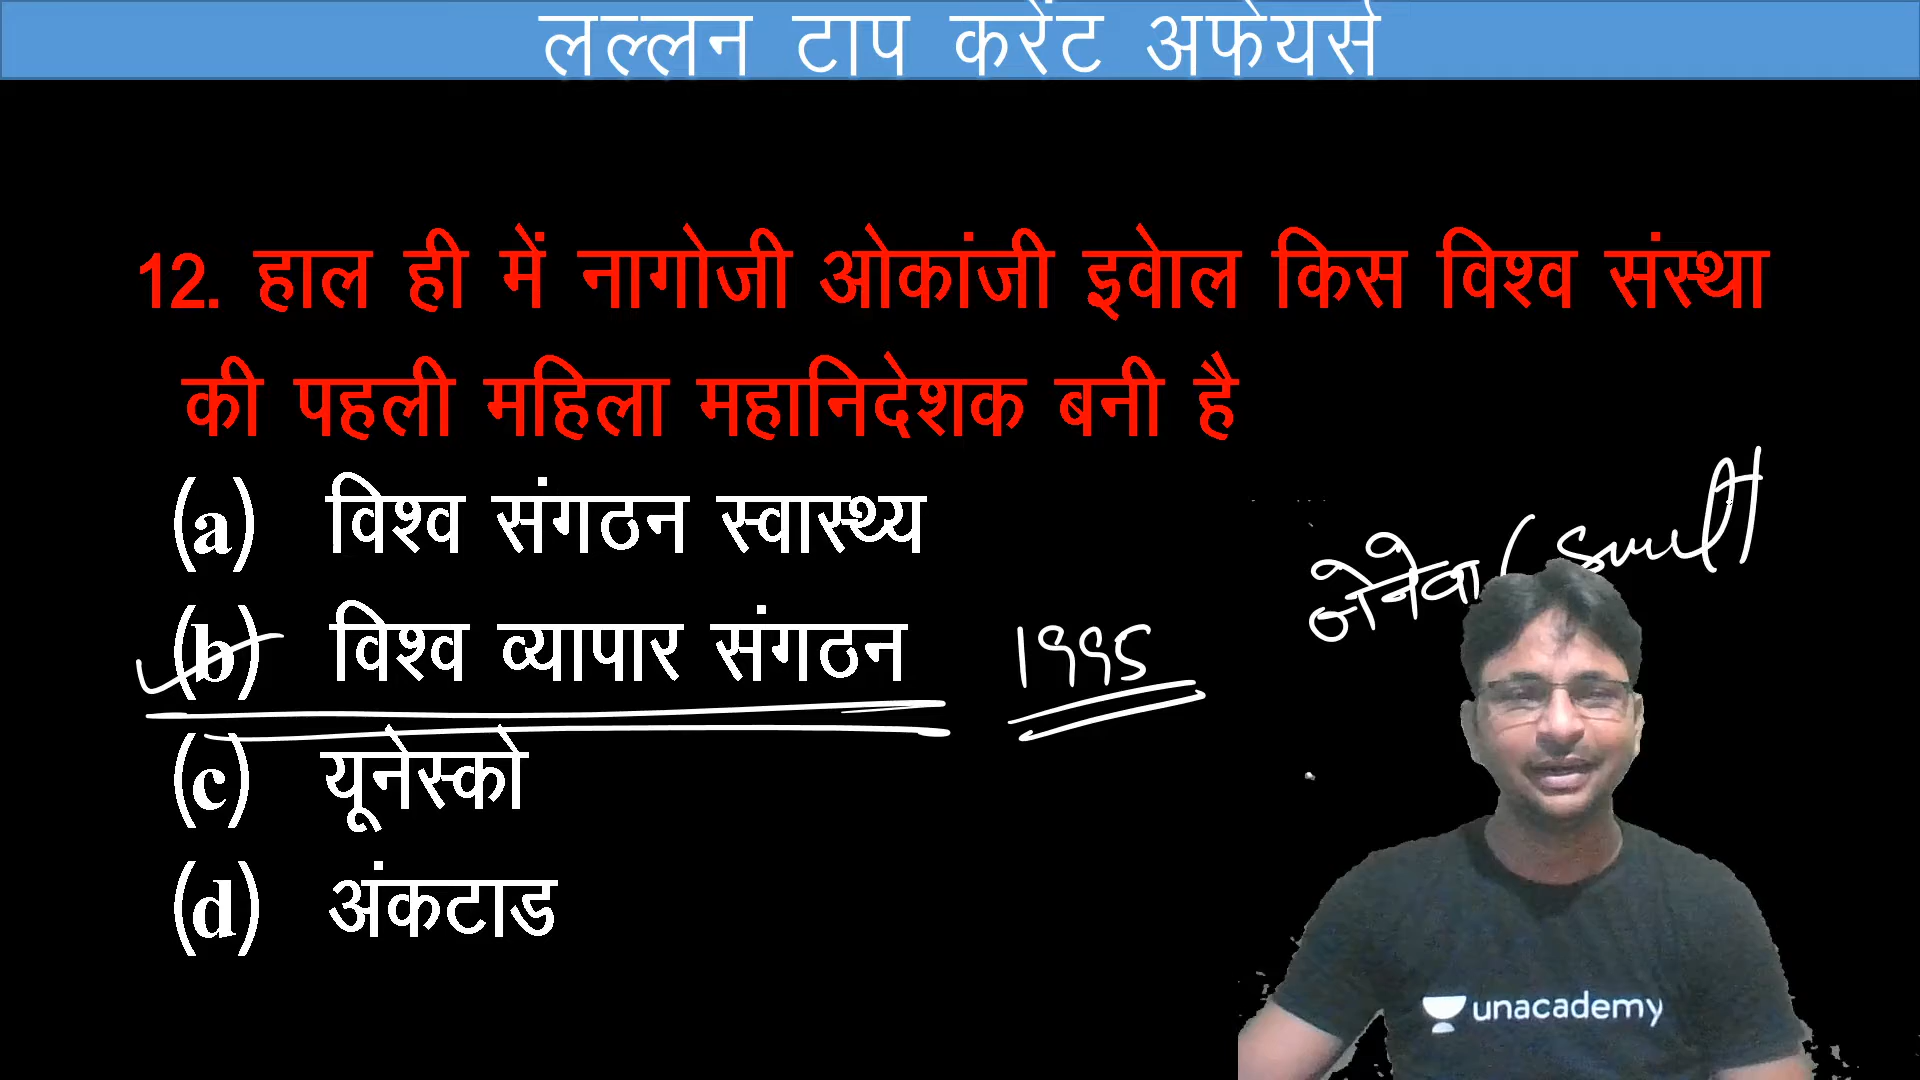 लल्लन टाप करेंट अफेयर्स
12. हाल ही में नागोजी ओकांजी इवोल किस विश्व संस्था
की पहली महिला महानिदेशक बनी है
(a) विश्व संगठन स्वास्थ्य
(b) विश्व व्यापार संगठन
1995
जेनेवा (
(c) यूनेस्को
(d) अंकटाड
unacademy